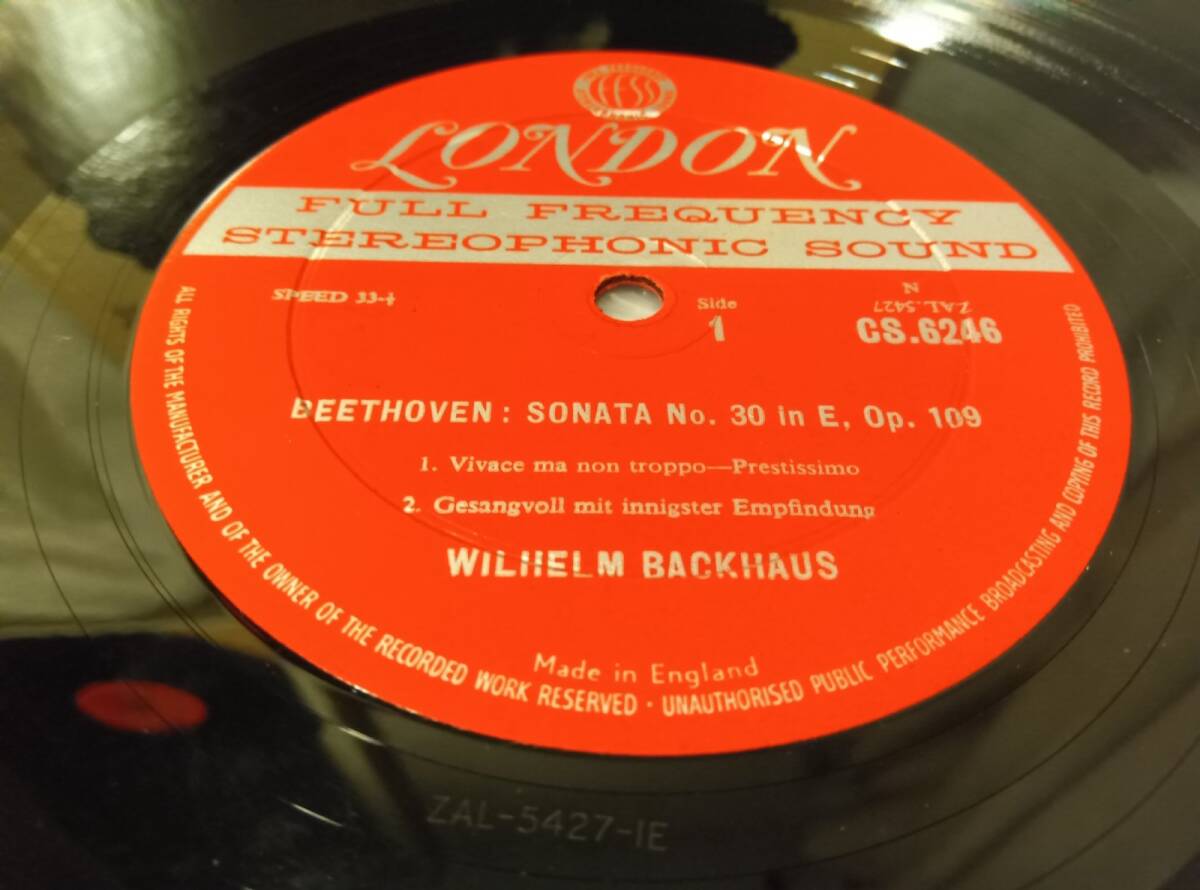 FFSS
LONDON
FULL FREQUENCY
STEREOPHONIC SOUND
SPEED 33-⅓
Side
1
N
ZAL.5427
CS.6246
BEETHOVEN : SONATA No. 30 in E, Op. 109
1. Vivace ma non troppo—Prestissimo
2. Gesangvoll mit innigster Empfindung
WILHELM BACKHAUS
Made in England
ALL RIGHTS OF THE MANUFACTURER AND OF THE OWNER OF THE RECORDED WORK RESERVED · UNAUTHORISED PUBLIC PERFORMANCE BROADCASTING AND COPYING OF THIS RECORD PROHIBITED
ZAL-5427-1E